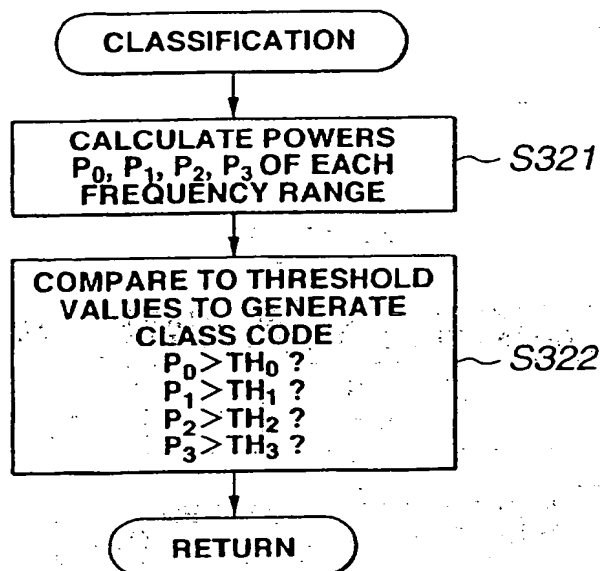 CLASSIFICATION
CALCULATE POWERS
P₀, P₁, P₂, P₃ OF EACH
FREQUENCY RANGE
S321
COMPARE TO THRESHOLD
VALUES TO GENERATE
CLASS CODE
P₀ > TH₀ ?
P₁ > TH₁ ?
P₂ > TH₂ ?
P₃ > TH₃ ?
S322
RETURN